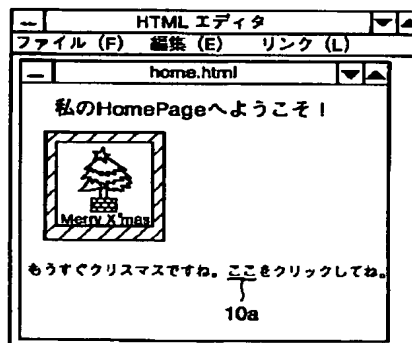 HTML エディタ
ファイル (F) 編集 (E) リンク (L)
home.html
私のHomePageへようこそ！
Merry X'mas
もうすぐクリスマスですね。ここをクリックしてね。
10a